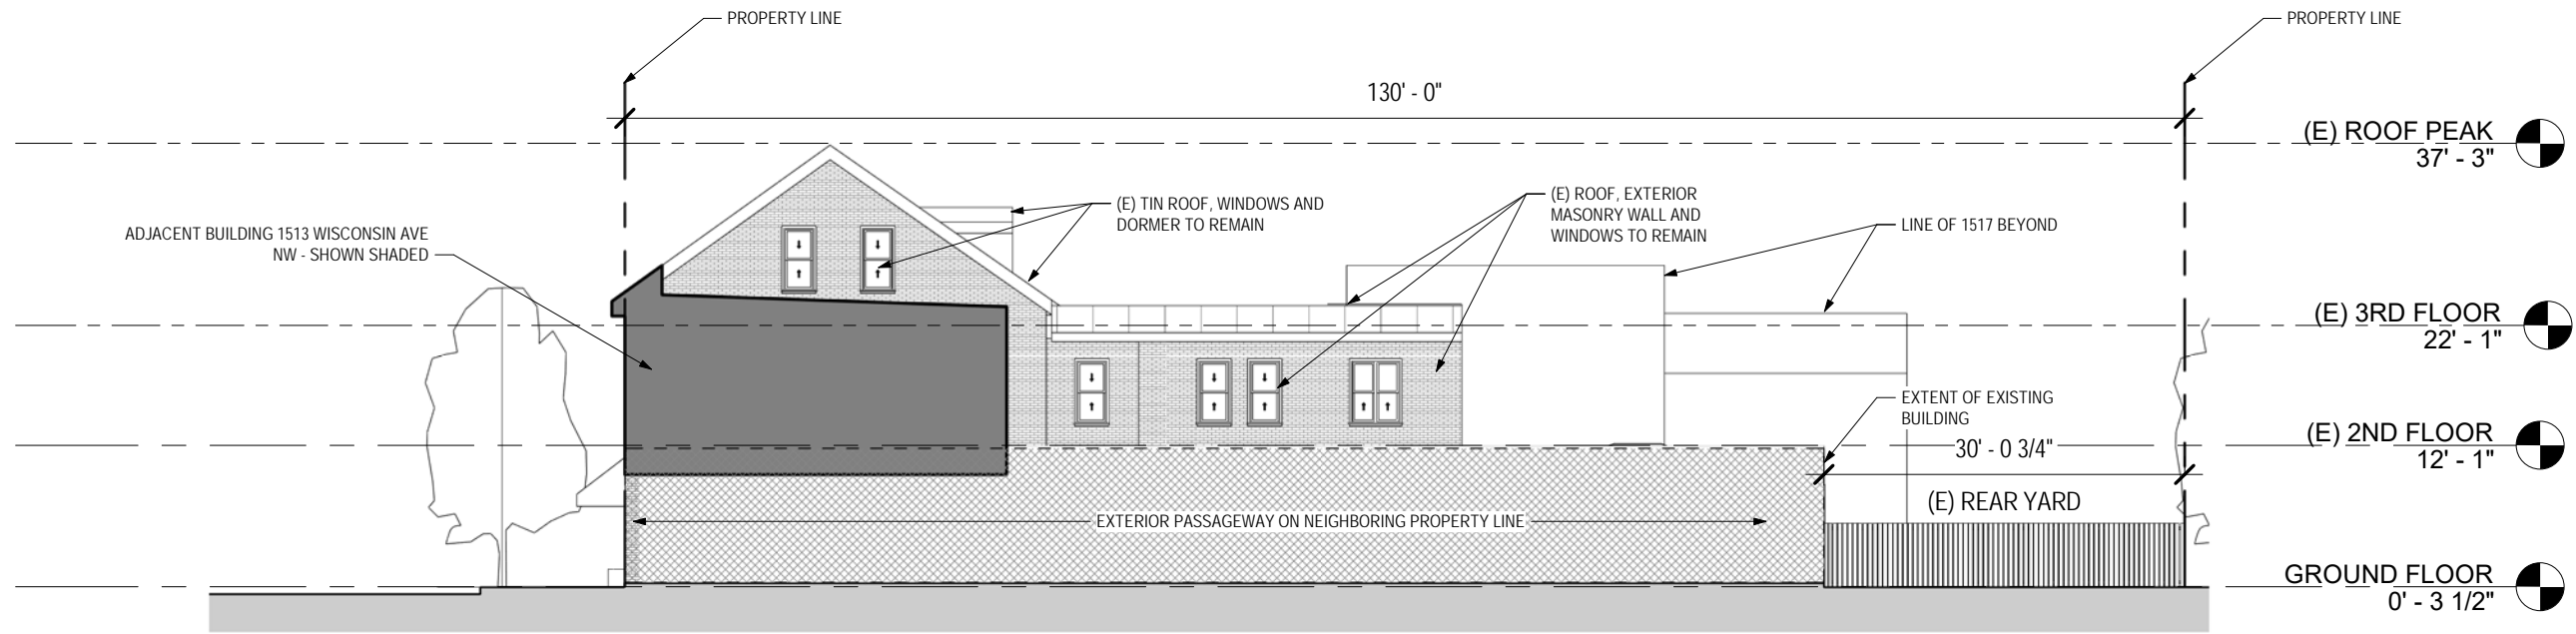 PROPERTY LINE
PROPERTY LINE
130' - 0"
(E) ROOF PEAK
37' - 3"
(E) TIN ROOF, WINDOWS AND
DORMER TO REMAIN
(E) ROOF, EXTERIOR
MASONRY WALL AND
WINDOWS TO REMAIN
LINE OF 1517 BEYOND
ADJACENT BUILDING 1513 WISCONSIN AVE
NW - SHOWN SHADED
(E) 3RD FLOOR
22' - 1"
EXTENT OF EXISTING
BUILDING
(E) 2ND FLOOR
12' - 1"
30' - 0 3/4"
(E) REAR YARD
EXTERIOR PASSAGEWAY ON NEIGHBORING PROPERTY LINE
GROUND FLOOR
0' - 3 1/2"